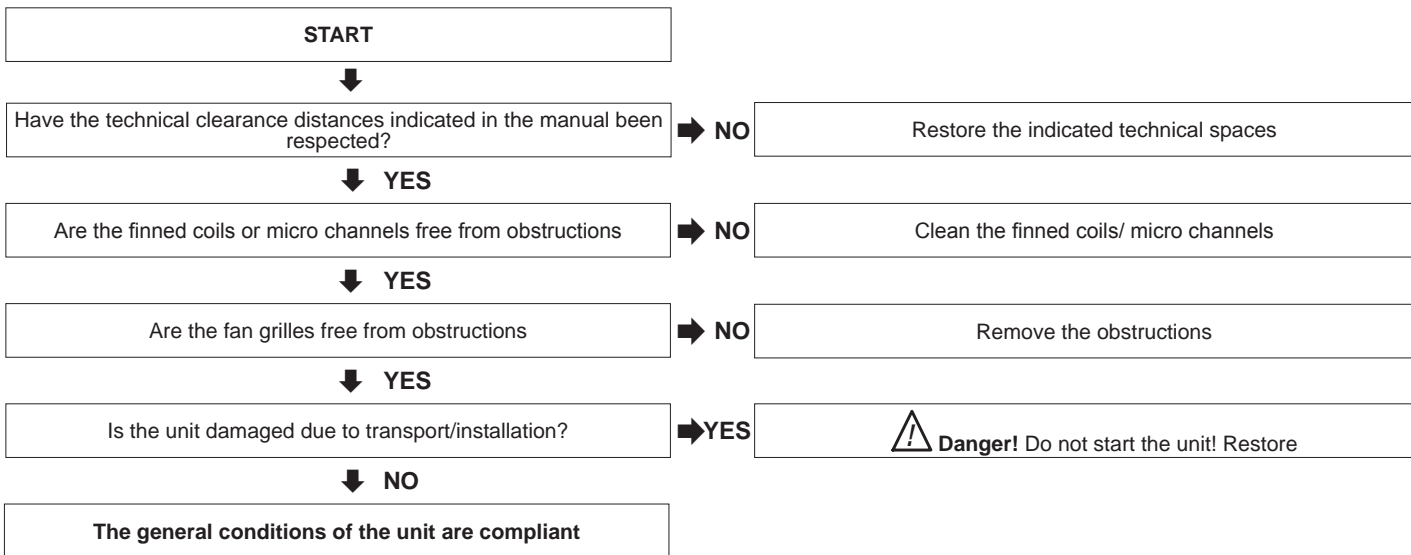 START
Have the technical clearance distances indicated in the manual been
respected?
NO
Restore the indicated technical spaces
YES
Are the finned coils or micro channels free from obstructions
NO
Clean the finned coils/ micro channels
YES
Are the fan grilles free from obstructions
NO
Remove the obstructions
YES
Is the unit damaged due to transport/installation?
YES
! Danger! Do not start the unit! Restore
NO
The general conditions of the unit are compliant